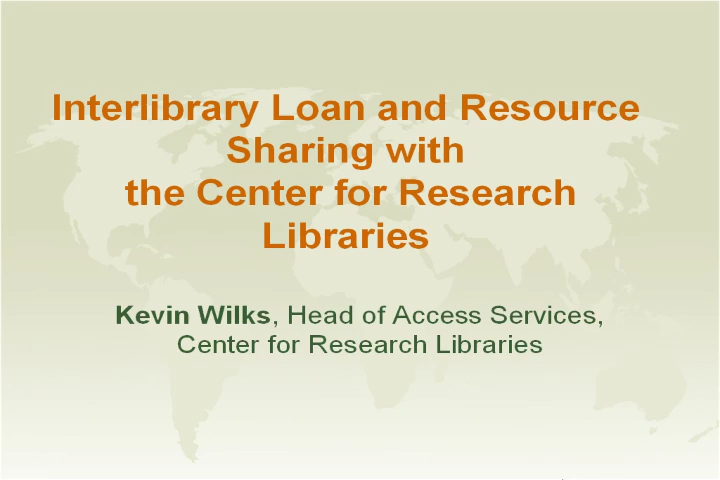 Interlibrary Loan and Resource
Sharing with
the Center for Research
Libraries
Kevin Wilks, Head of Access Services,
Center for Research Libraries